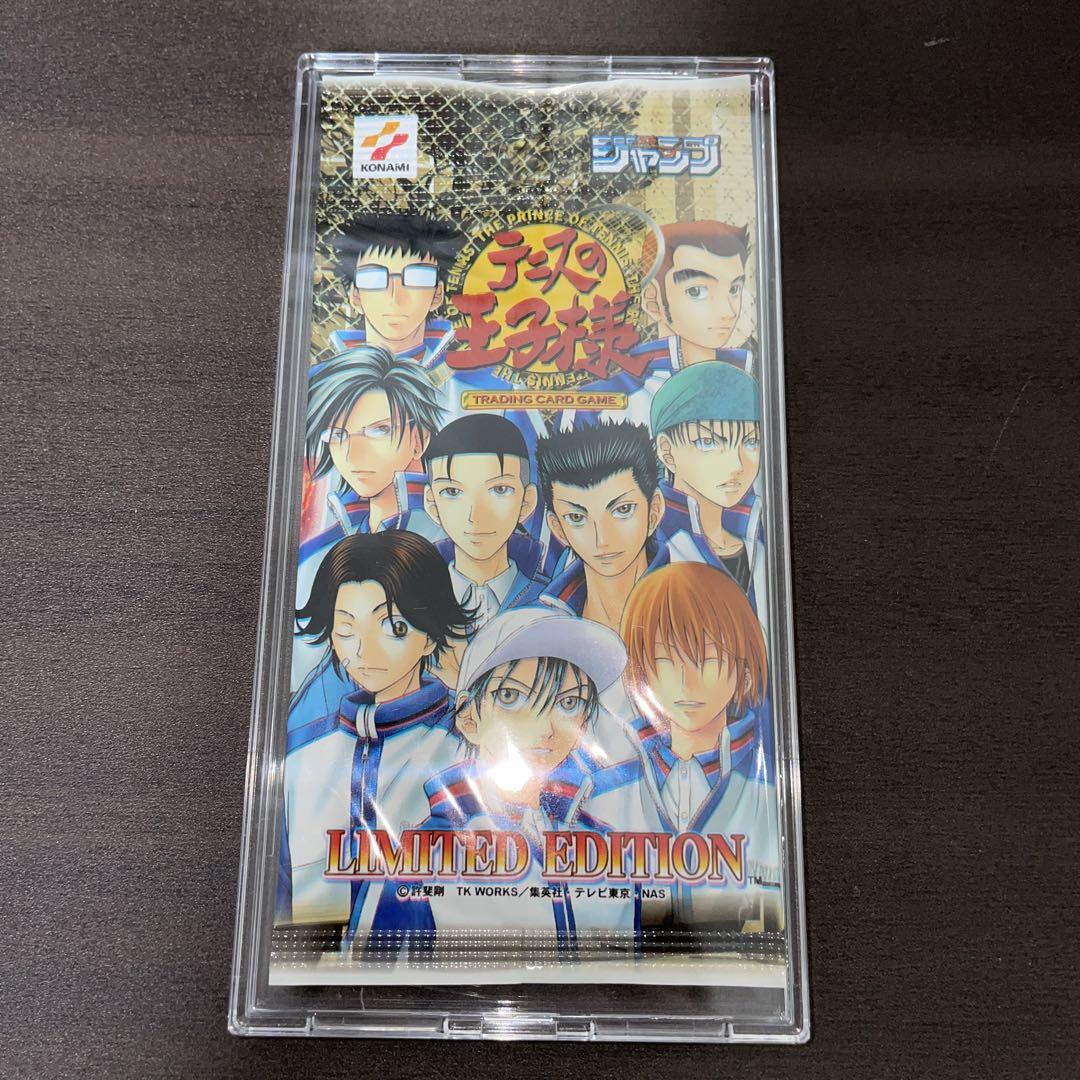 KONAMI
ジャンプ
THE PRINCE OF TENNIS
テニスの
王子様
TRADING CARD GAME
LIMITED EDITION
TM
©許斐剛 TK WORKS/集英社・テレビ東京・NAS